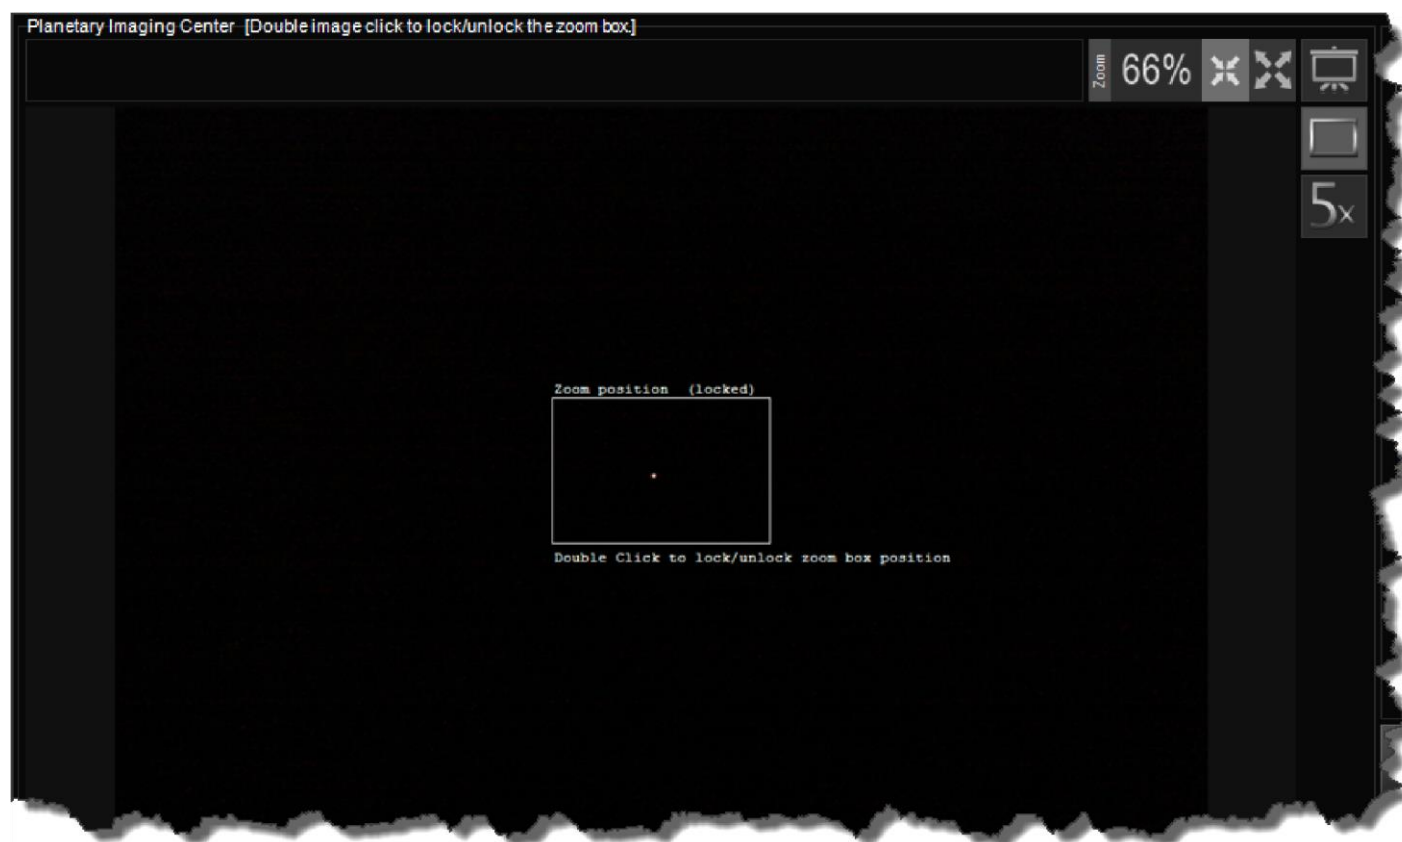 Planetary Imaging Center [Double image click to lock/unlock the zoom box.]
Zoom 66%
5x
Zoom position (locked)
Double Click to lock/unlock zoom box position